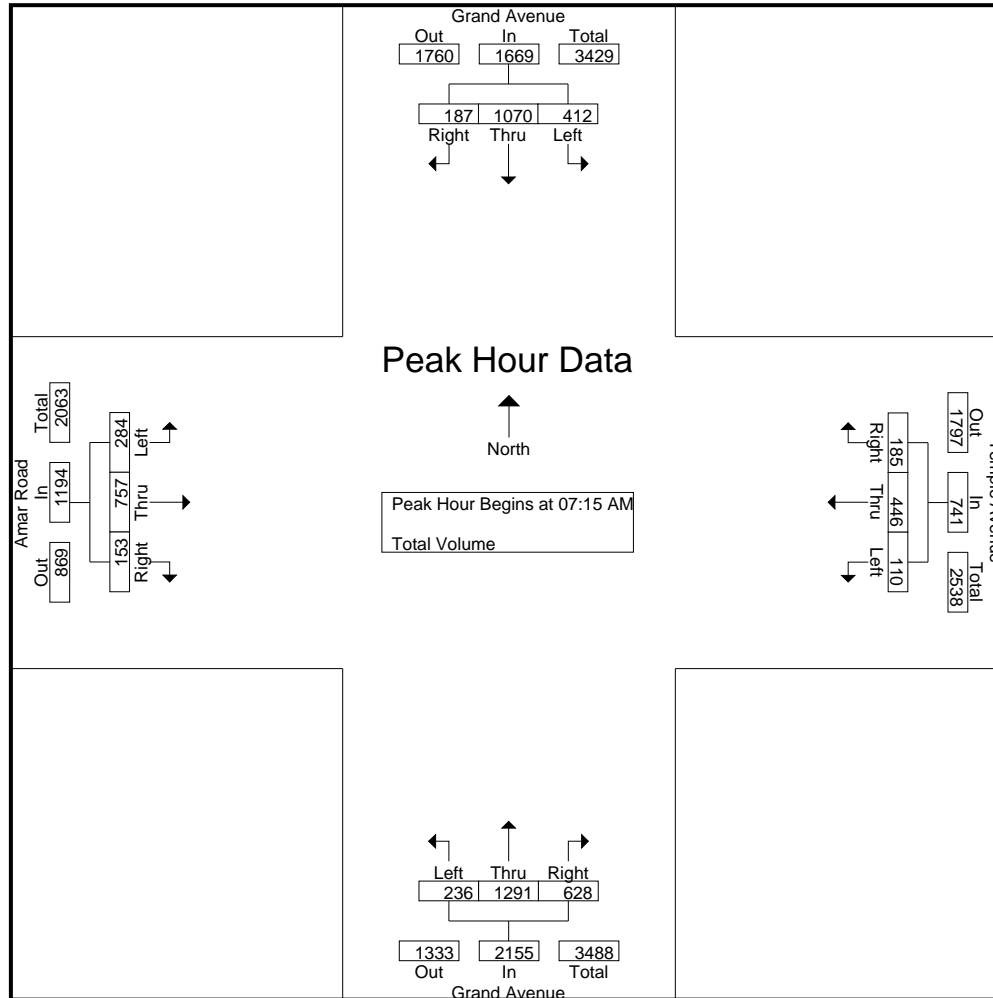 Grand Avenue
Out In Total
1760 1669 3429
187 1070 412
Right Thru Left
Peak Hour Data
North
Peak Hour Begins at 07:15 AM
Total Volume
Amar Road
Total In Out
2063 1194 869
284 757 153
Left Thru Right
Out In Total
1797 741 2538
185 446 110
Right Thru Left
Left Thru Right
236 1291 628
1333 2155 3488
Out In Total
Grand Avenue